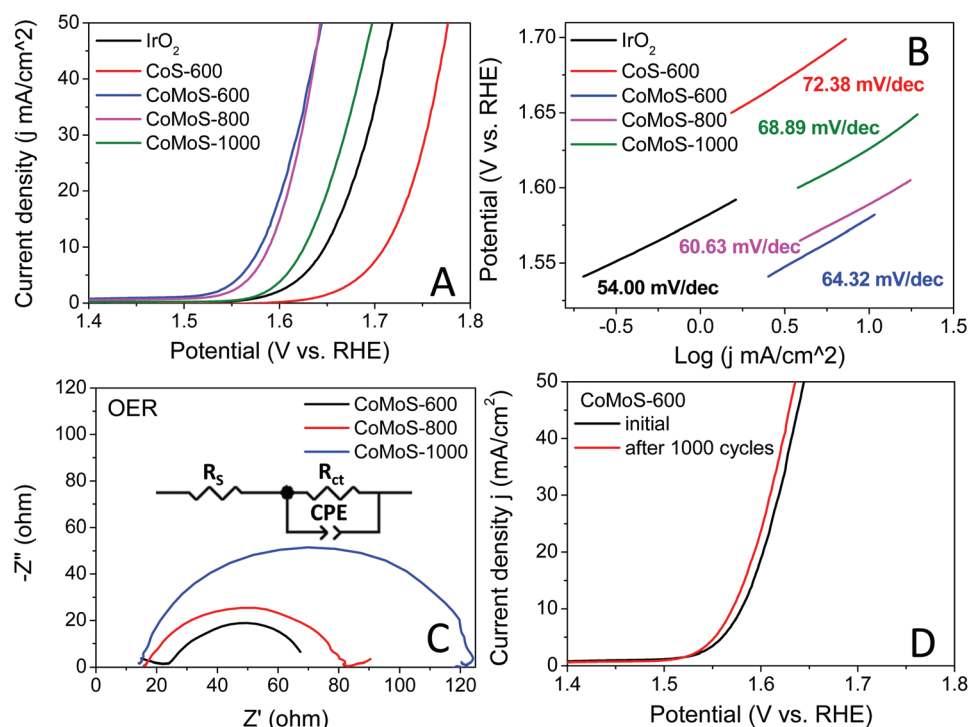 50
40
30
20
10
0
Current density (j mA/cm^2)
IrO₂
CoS-600
CoMoS-600
CoMoS-800
CoMoS-1000
A
1.4
1.5
1.6
1.7
1.8
Potential (V vs. RHE)
1.70
1.65
1.60
1.55
Potential (V vs. RHE)
IrO₂
CoS-600
CoMoS-600
CoMoS-800
CoMoS-1000
B
72.38 mV/dec
68.89 mV/dec
60.63 mV/dec
64.32 mV/dec
54.00 mV/dec
-0.5
0.0
0.5
1.0
1.5
Log (j mA/cm^2)
120
100
80
60
40
20
0
-Z" (ohm)
OER
CoMoS-600
CoMoS-800
CoMoS-1000
R_S
R_ct
CPE
C
0
20
40
60
80
100
120
Z' (ohm)
50
40
30
20
10
0
Current density j (mA/cm²)
CoMoS-600
initial
after 1000 cycles
D
1.4
1.5
1.6
1.7
1.8
Potential (V vs. RHE)